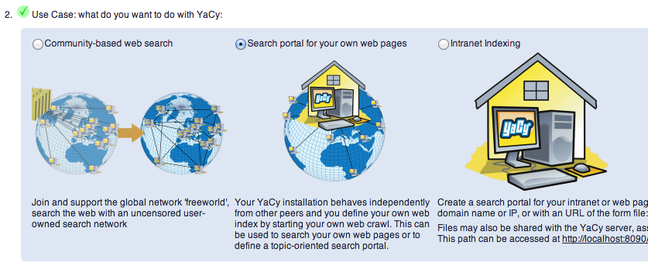 2. Use Case: what do you want to do with YaCy:
Community-based web search
Search portal for your own web pages
Intranet Indexing
YaCy
yacy
Join and support the global network 'freeworld',
search the web with an uncensored user-
owned search network
Your YaCy installation behaves independently
from other peers and you define your own web
index by starting your own web crawl. This can
be used to search your own web pages or to
define a topic-oriented search portal.
Create a search portal for your intranet or web pag
domain name or IP, or with an URL of the form file:
Files may also be shared with the YaCy server, ass
This path can be accessed at http://localhost:8090/